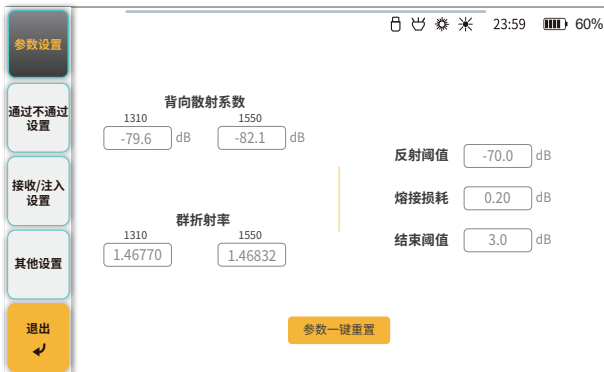 参数设置
通过不通过
设置
接收/注入
设置
其他设置
退出
23:59 60%
背向散射系数
1310 1550
-79.6 dB -82.1 dB
群折射率
1310 1550
1.46770 1.46832
反射阈值 -70.0 dB
熔接损耗 0.20 dB
结束阈值 3.0 dB
参数一键重置